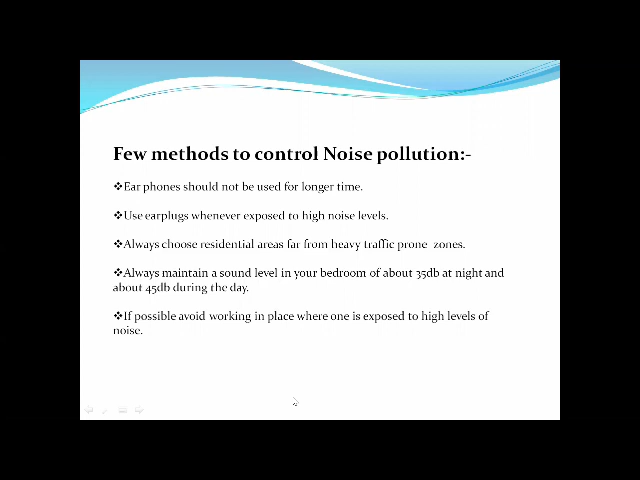 Few methods to control Noise pollution:-
❖Ear phones should not be used for longer time.
❖Use earplugs whenever exposed to high noise levels.
❖Always choose residential areas far from heavy traffic prone zones.
❖Always maintain a sound level in your bedroom of about 35db at night and
about 45db during the day.
❖If possible avoid working in place where one is exposed to high levels of
noise.